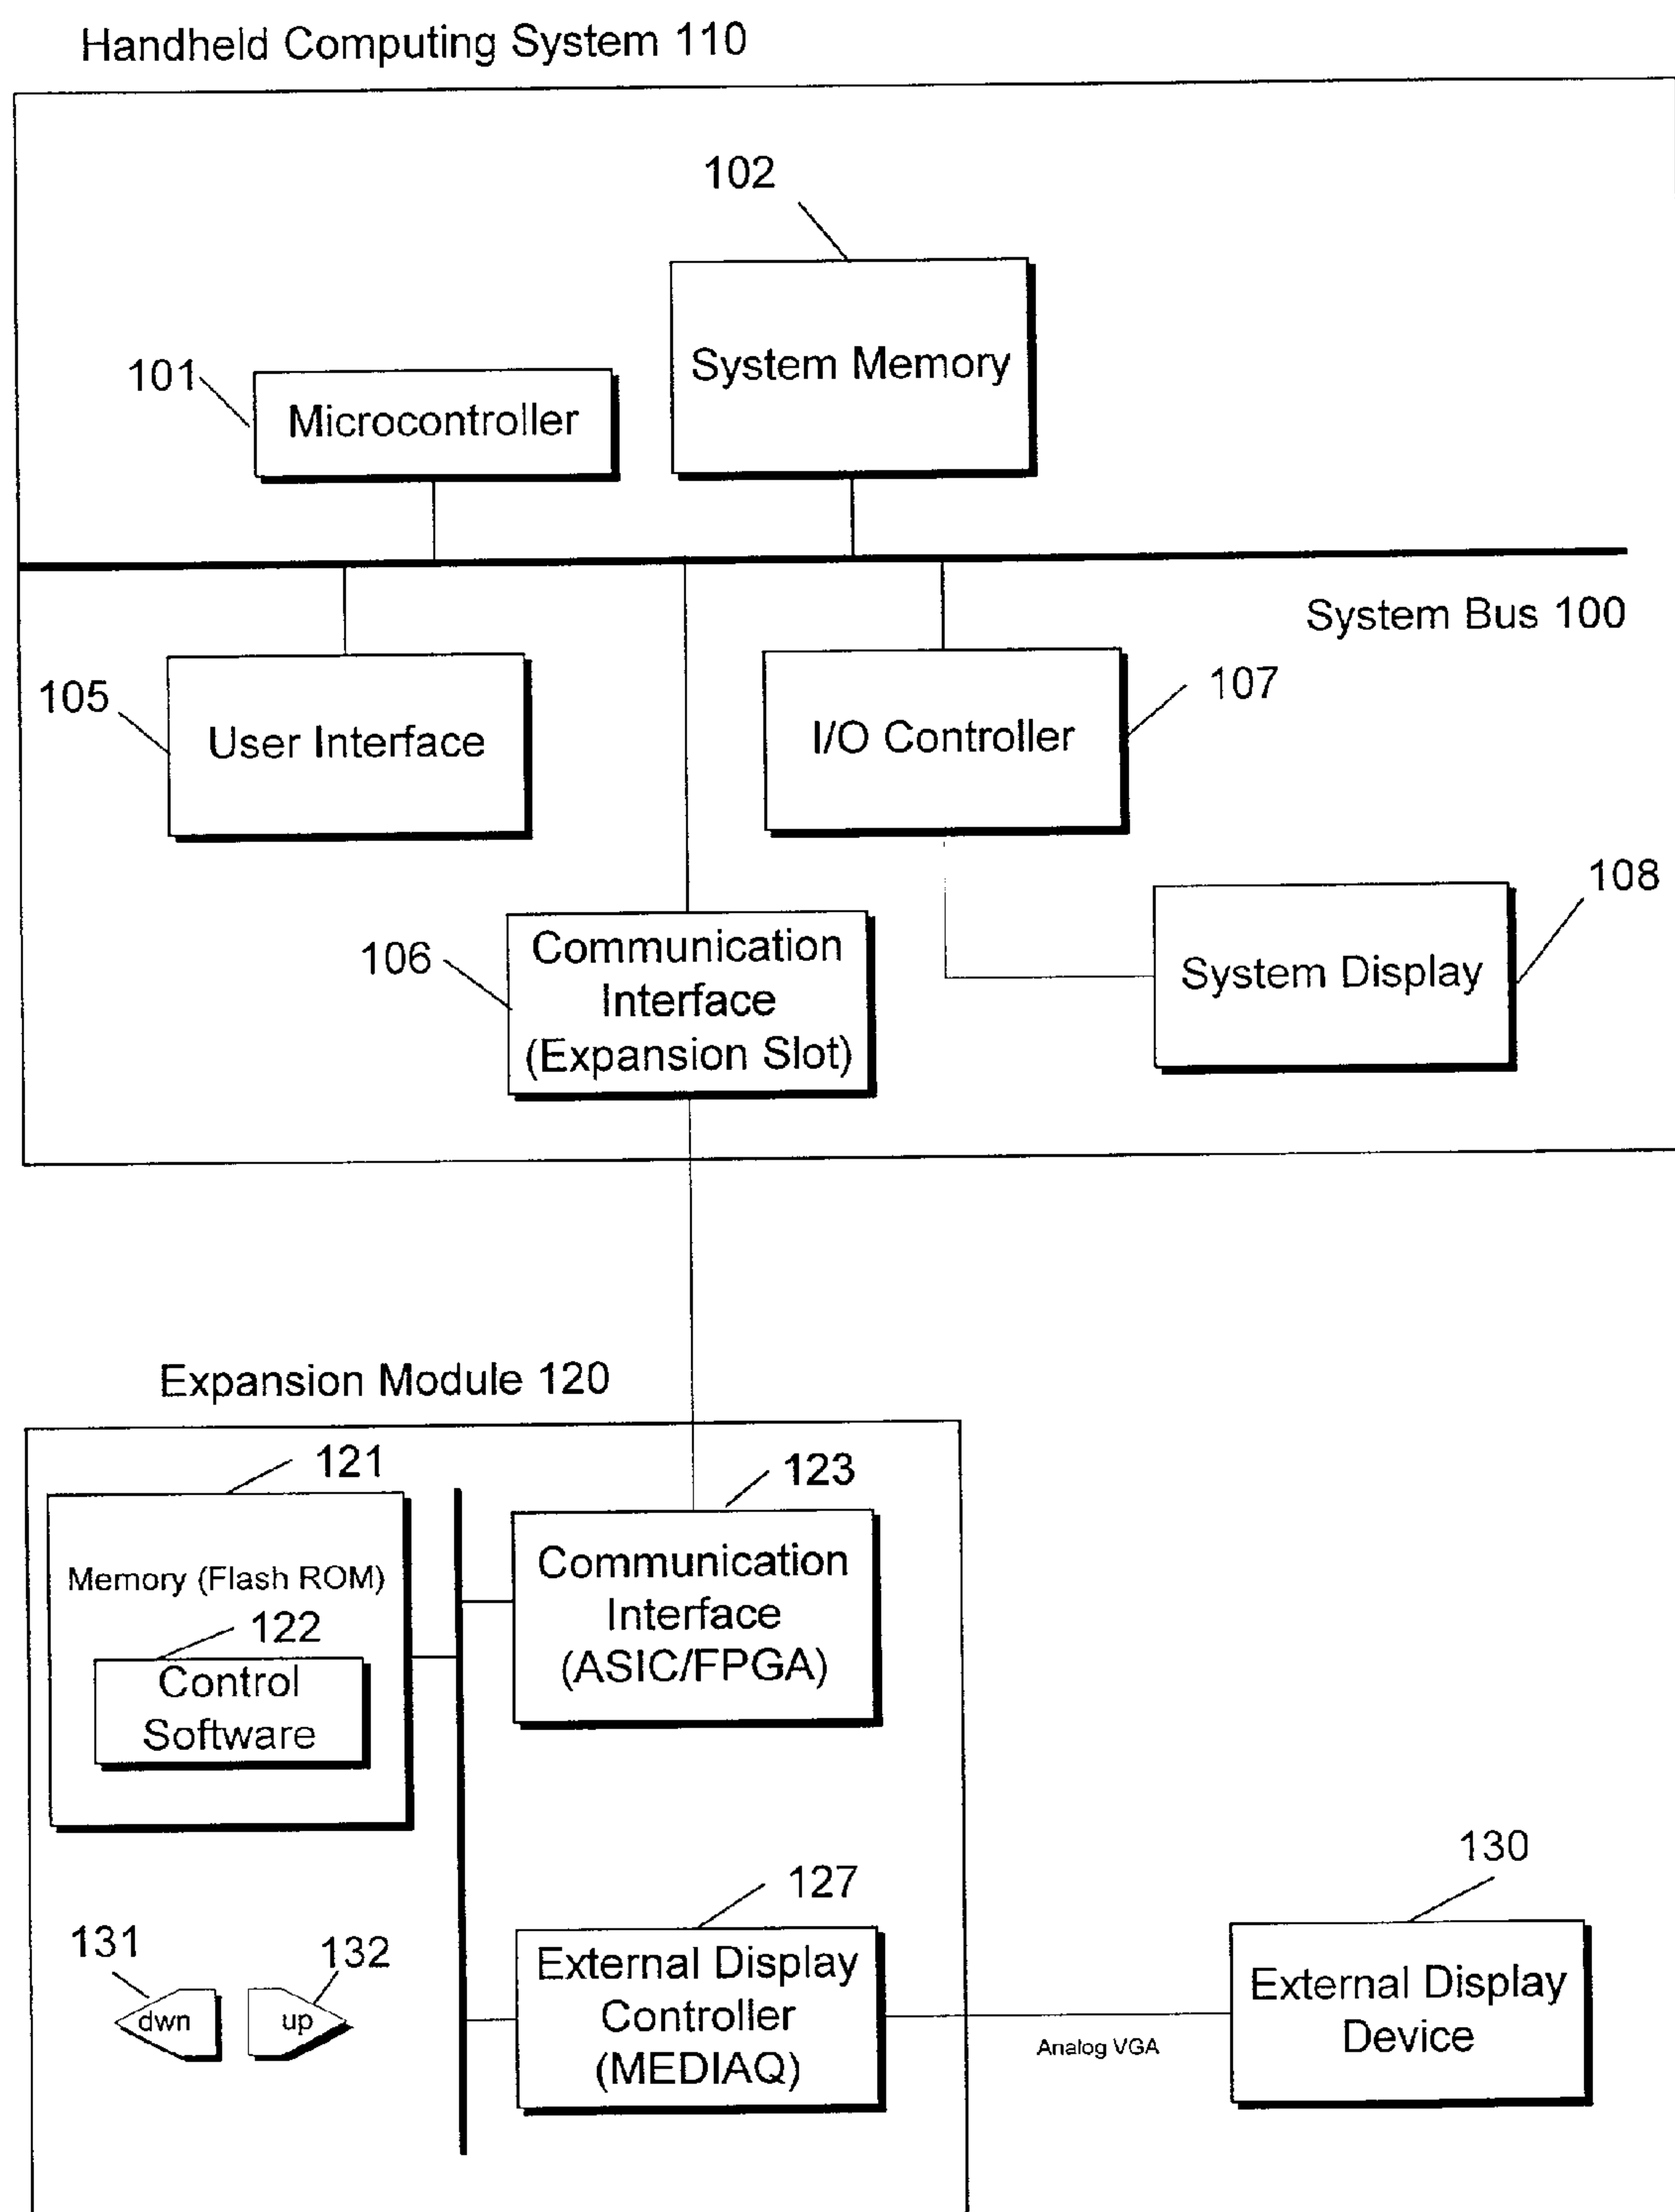 Handheld Computing System 110
102
System Memory
101
Microcontroller
System Bus 100
105
User Interface
107
I/O Controller
108
System Display
106
Communication
Interface
(Expansion Slot)
Expansion Module 120
121
Memory (Flash ROM)
122
Control
Software
123
Communication
Interface
(ASIC/FPGA)
127
External Display
Controller
(MEDIAQ)
131
dwn
132
up
Analog VGA
130
External Display
Device